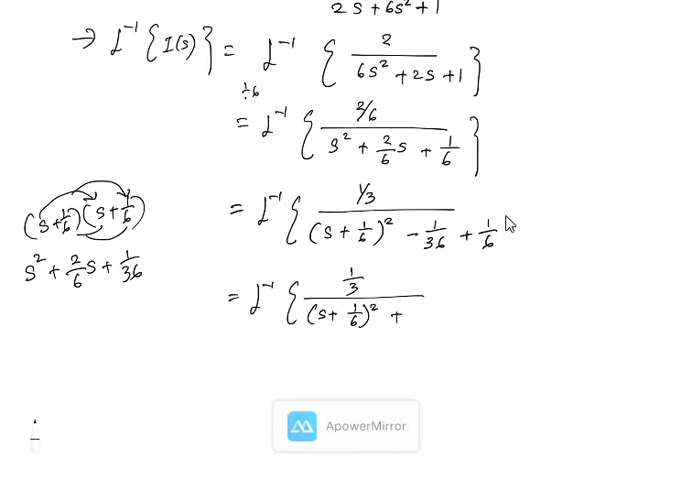 2s + 6s² + 1
→ ℒ⁻¹ { I(s) } = ℒ⁻¹ { 2 / (6s² + 2s + 1) }
÷6
= ℒ⁻¹ { 2/6 / (s² + 2/6 s + 1/6) }
= ℒ⁻¹ { 1/3 / ((s + 1/6)² - 1/36 + 1/6
(s + 1/6)(s + 1/6)
s² + 2/6 s + 1/36
= ℒ⁻¹ { 1/3 / ((s + 1/6)² +
ApowerMirror